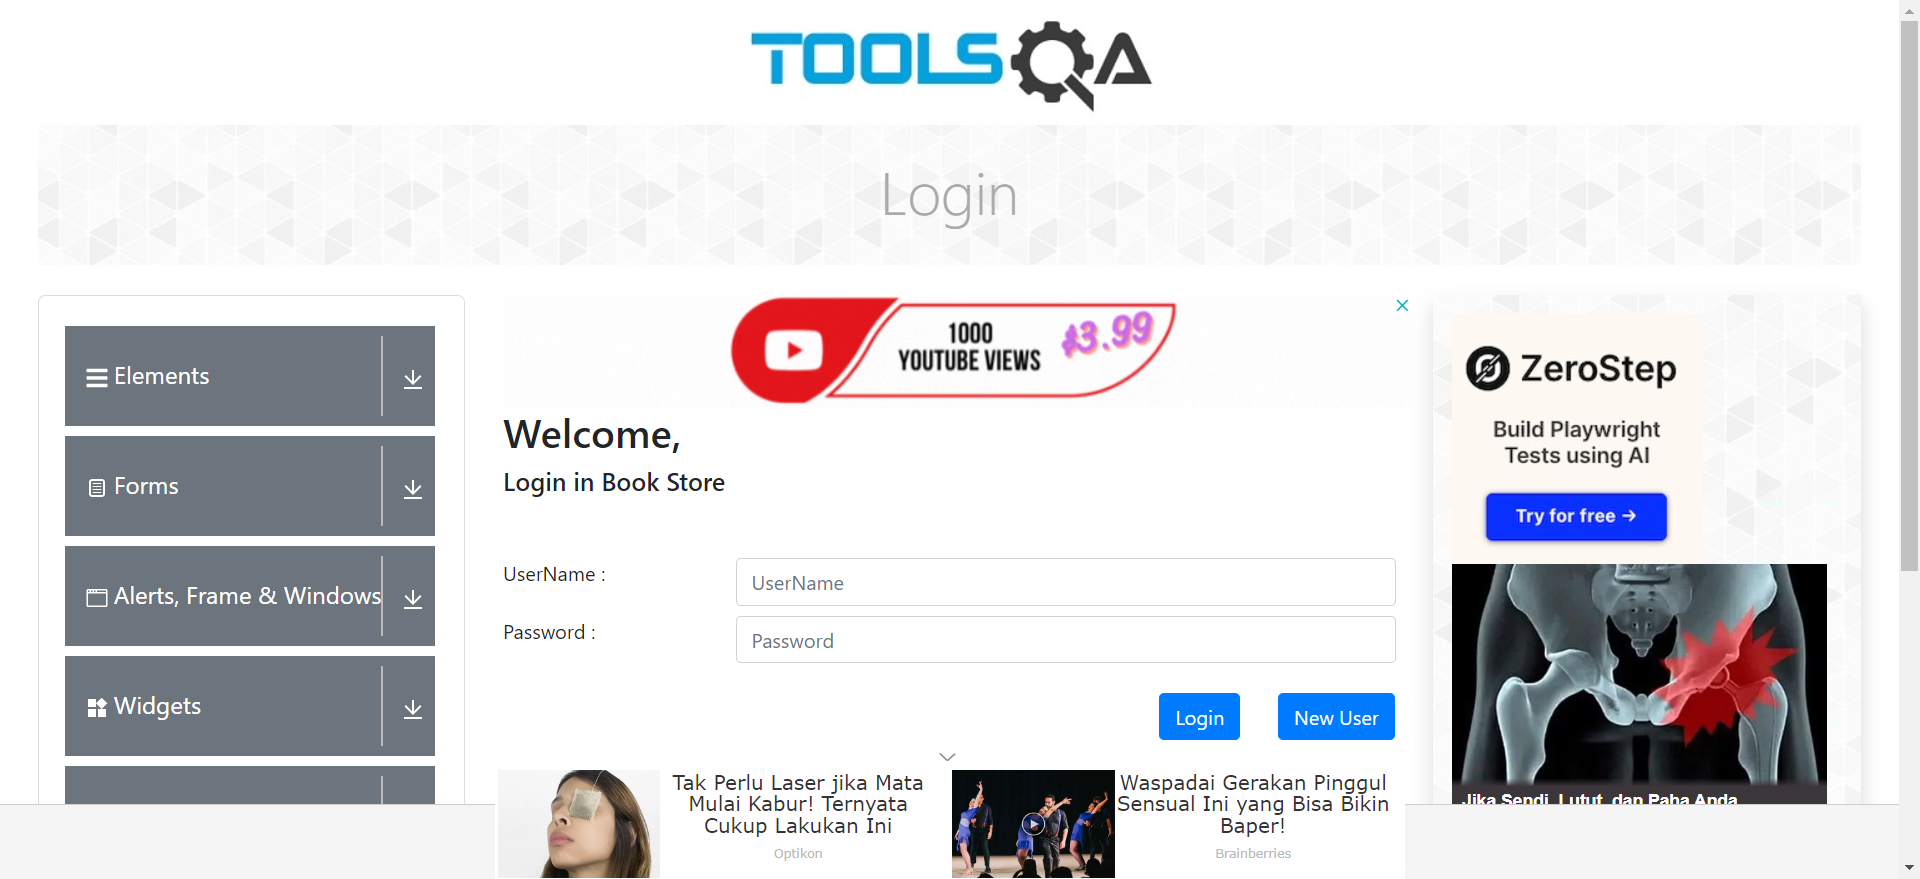 TOOLSQA
Login
Elements
Forms
Alerts, Frame & Windows
Widgets
1000
YOUTUBE VIEWS
$3.99
Welcome,
Login in Book Store
UserName :
UserName
Password :
Password
Login
New User
Tak Perlu Laser jika Mata
Mulai Kabur! Ternyata
Cukup Lakukan Ini
Optikon
Waspadai Gerakan Pinggul
Sensual Ini yang Bisa Bikin
Baper!
Brainberries
ZeroStep
Build Playwright
Tests using AI
Try for free →
Jika Sendi, Lutut, dan Paha Anda